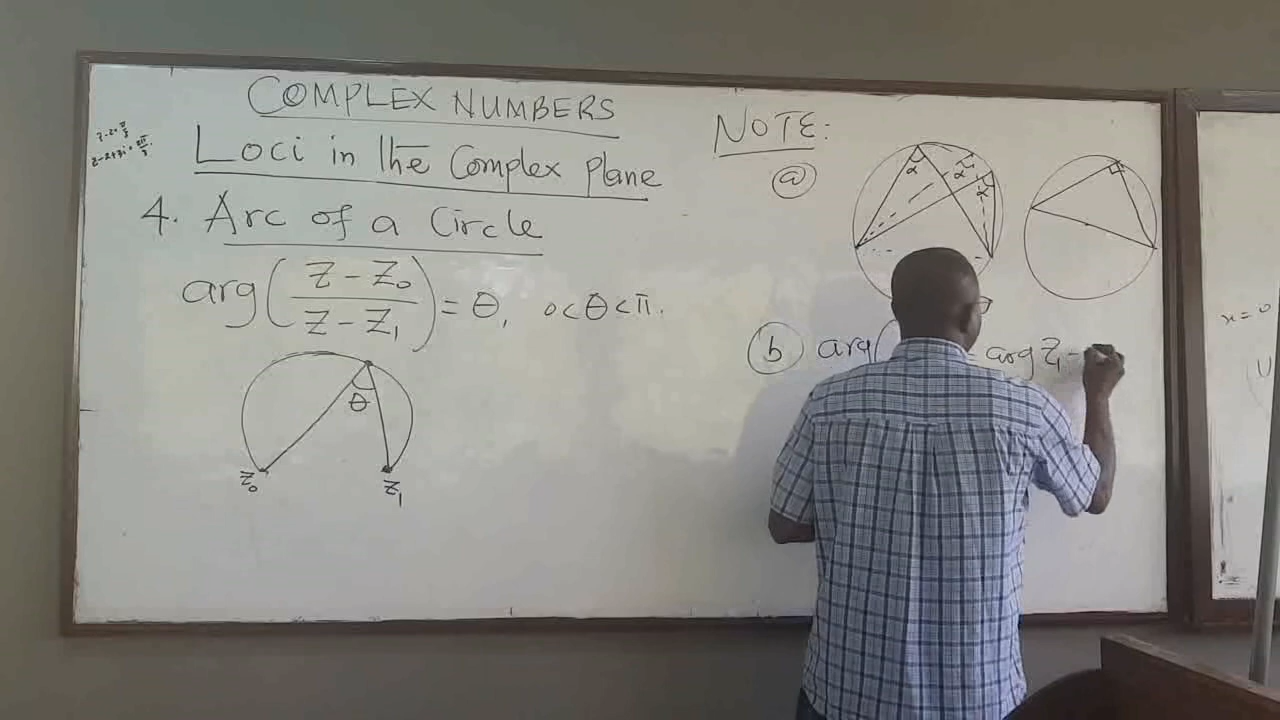 COMPLEX NUMBERS
Loci in the Complex plane
4. Arc of a Circle
arg(z - z₀ / z - z₁) = θ, 0<θ<π.
θ
z₀
z₁
NOTE:
ⓐ
α
α
α
ⓑ arg( arg z₁ -
x = 0
U